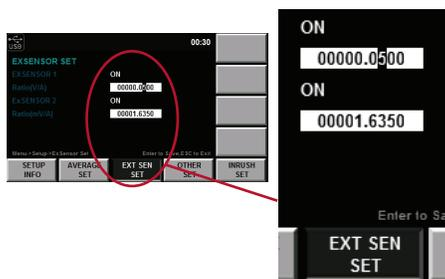 USB
00:30
EXSENSOR SET
EXSENSOR 1
ON
Ratio(V/A)
00000.0500
ExSENSOR 2
ON
Ratio(mV/A)
00001.6350
Menu->Setup->ExSensor Set
Enter to Save,ESC to Exit
SETUP INFO
AVERAGE SET
EXT SEN SET
OTHER SET
INRUSH SET
ON
00000.0500
ON
00001.6350
Enter to Sa
EXT SEN
SET